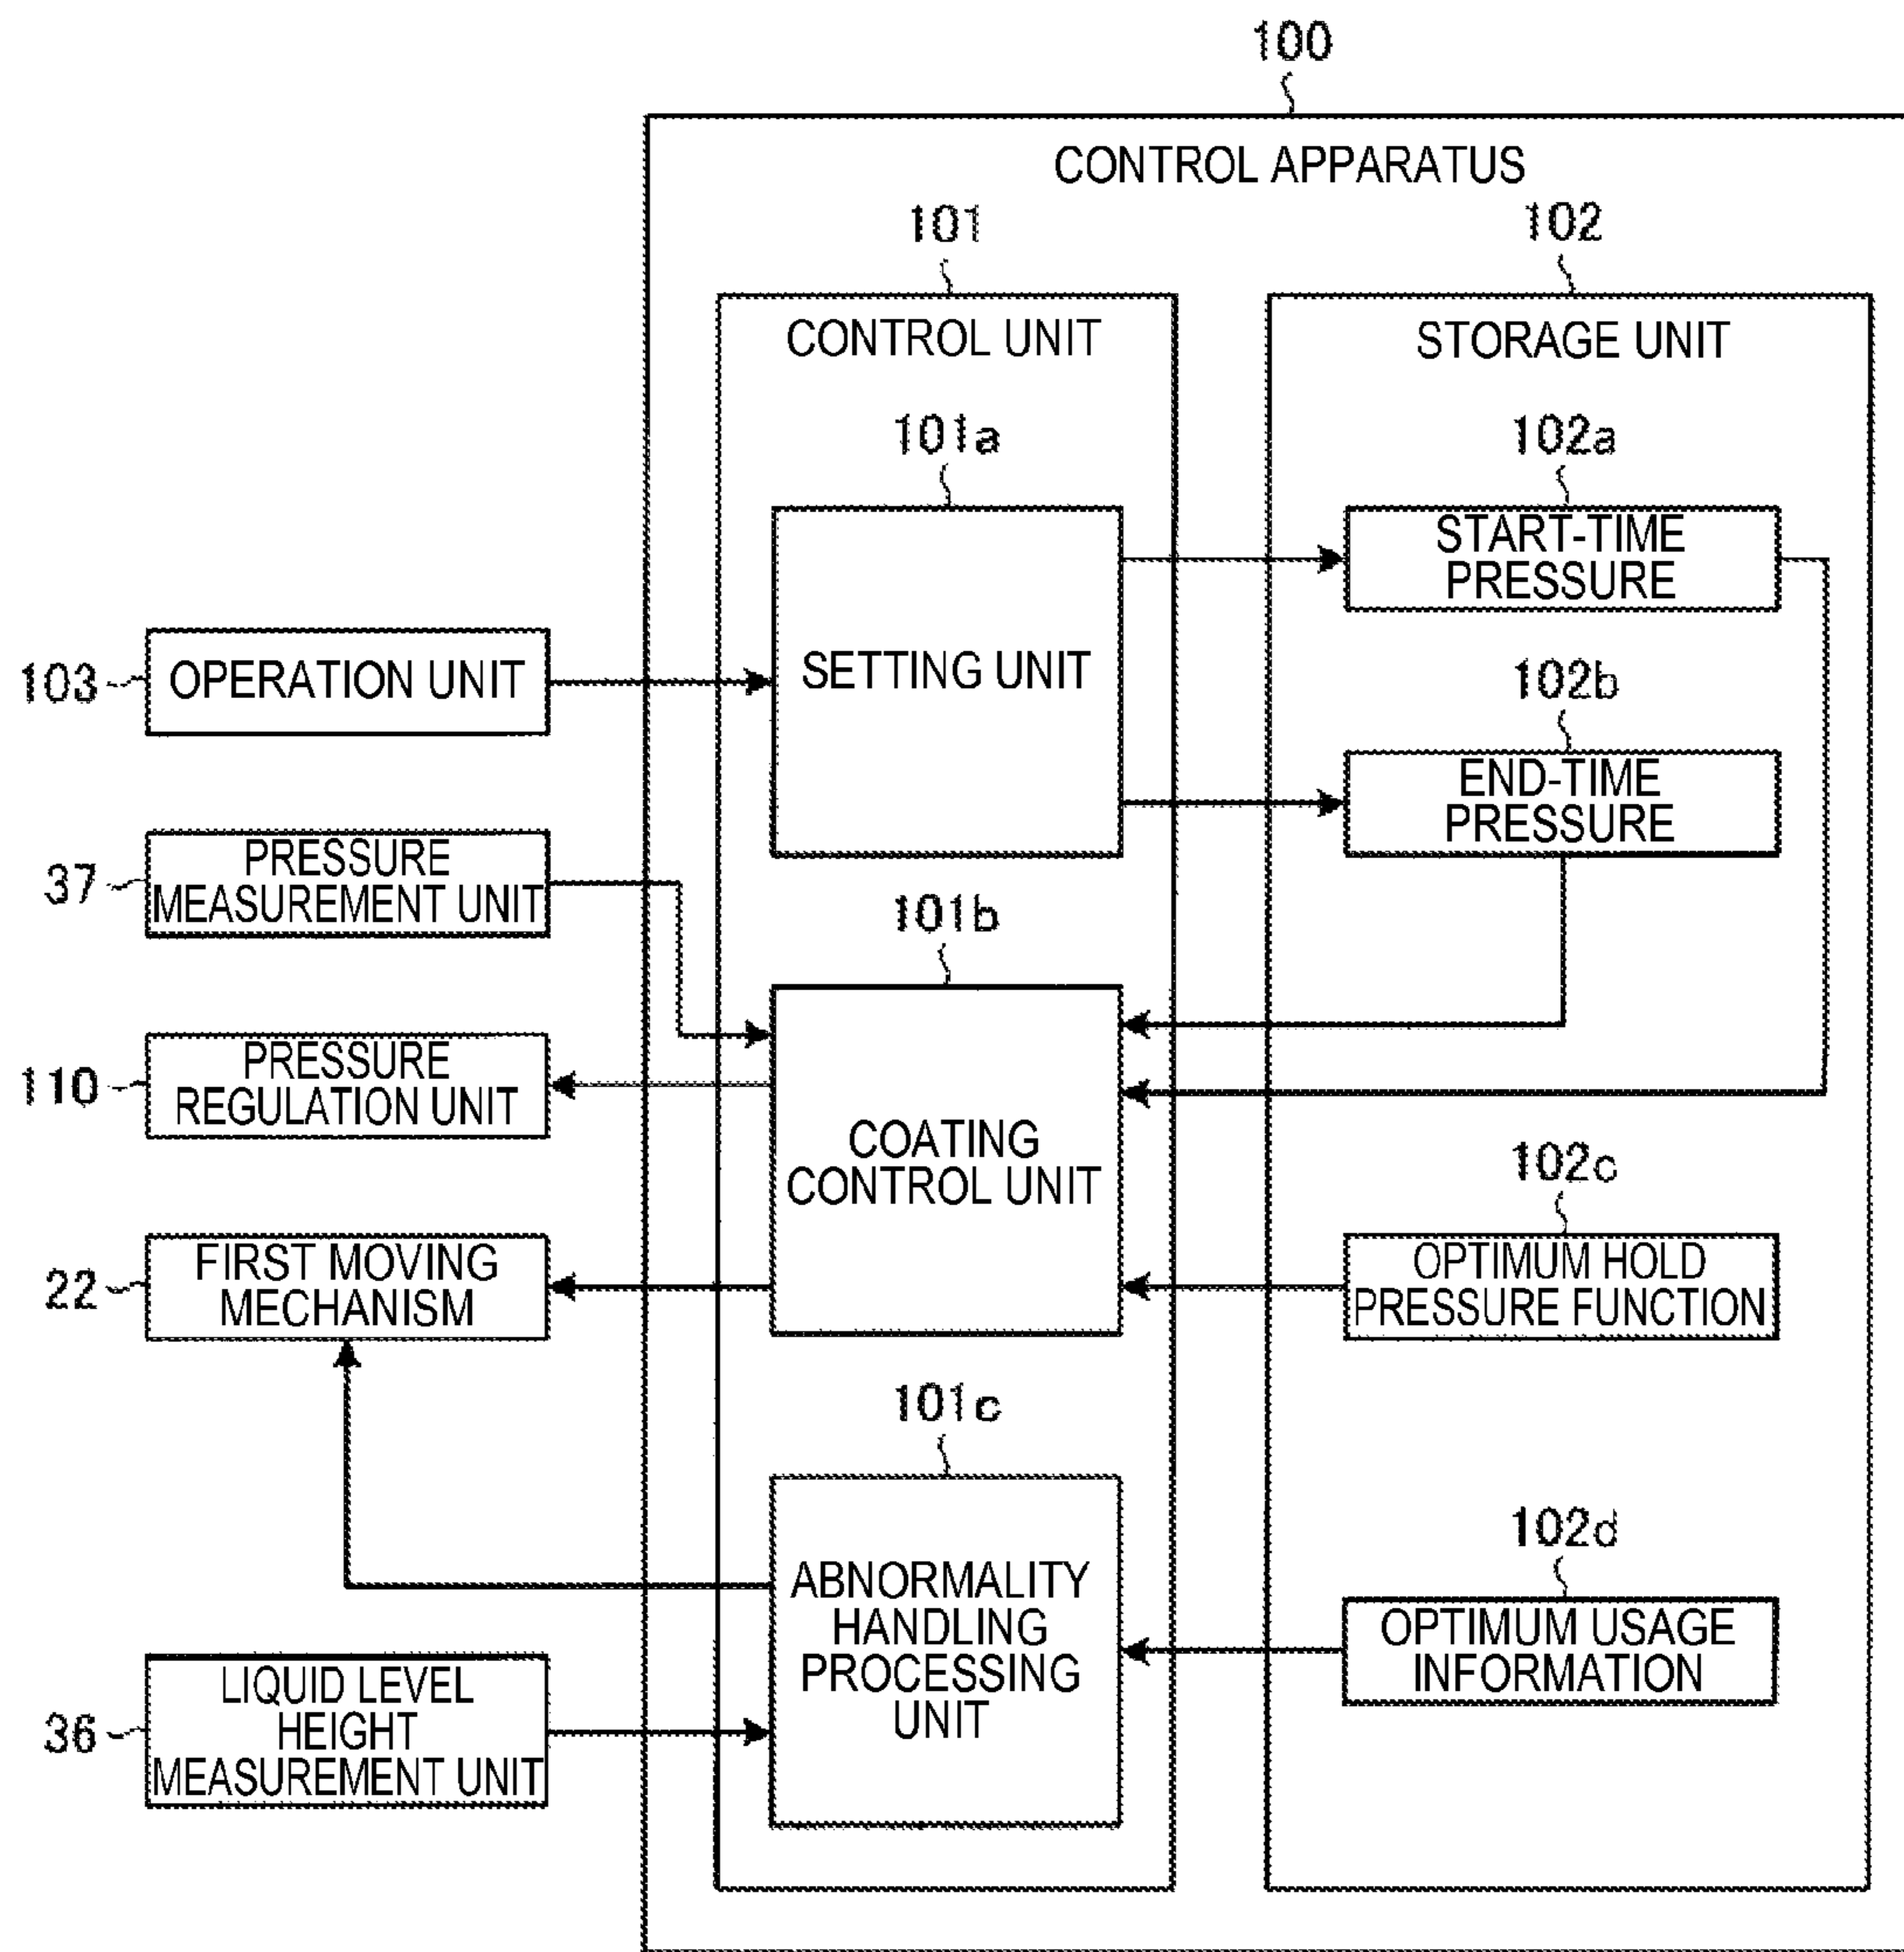 100
CONTROL APPARATUS
101
102
CONTROL UNIT
STORAGE UNIT
101a
102a
START-TIME
PRESSURE
103
OPERATION UNIT
SETTING UNIT
102b
END-TIME
PRESSURE
37
PRESSURE
MEASUREMENT UNIT
101b
110
PRESSURE
REGULATION UNIT
COATING
CONTROL UNIT
102c
OPTIMUM HOLD
PRESSURE FUNCTION
22
FIRST MOVING
MECHANISM
101c
102d
ABNORMALITY
HANDLING
PROCESSING
UNIT
OPTIMUM USAGE
INFORMATION
36
LIQUID LEVEL
HEIGHT
MEASUREMENT UNIT